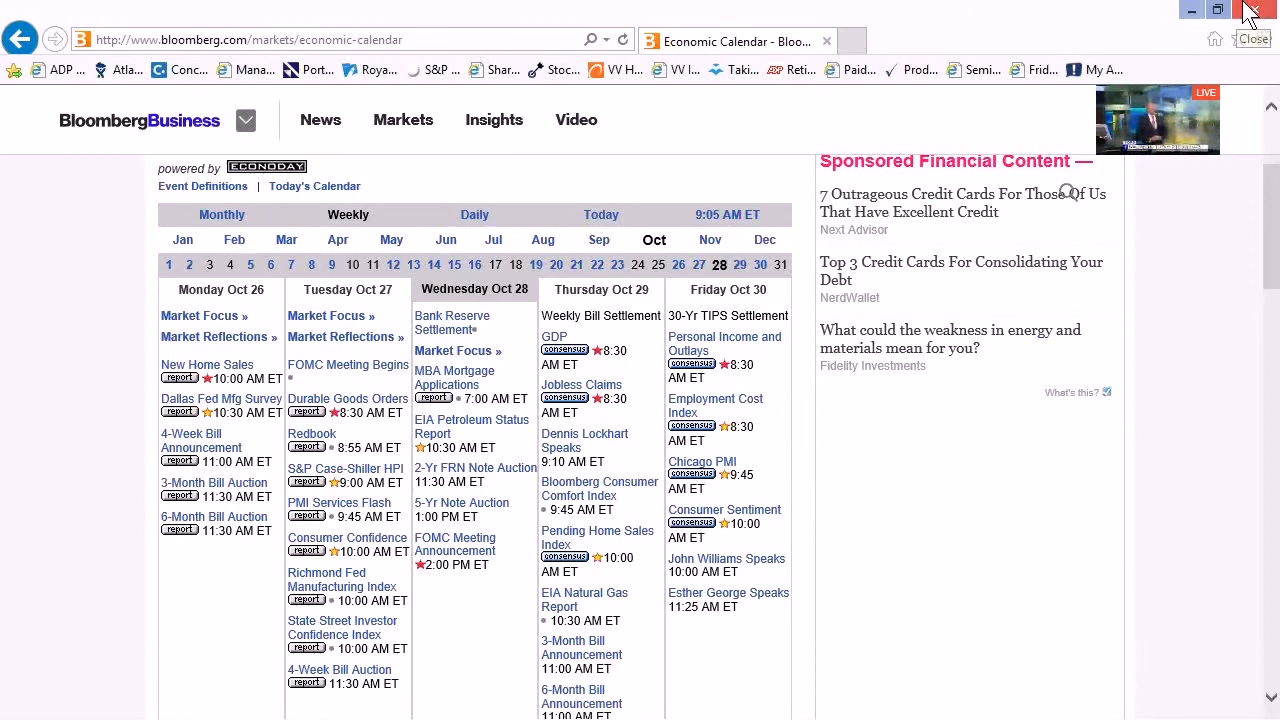 Close
http://www.bloomberg.com/markets/economic-calendar
Economic Calendar - Bloo...
ADP ...
Atla...
Conc...
Mana...
Port...
Roya...
S&P ...
Shar...
Stoc...
VV H...
VV I...
Taki...
Reti...
Paid...
Prod...
Semi...
Frid...
My A...
BloombergBusiness
News
Markets
Insights
Video
LIVE
powered by ECONODAY
Event Definitions | Today's Calendar
Monthly Weekly Daily Today 9:05 AM ET
Jan Feb Mar Apr May Jun Jul Aug Sep Oct Nov Dec
1 2 3 4 5 6 7 8 9 10 11 12 13 14 15 16 17 18 19 20 21 22 23 24 25 26 27 28 29 30 31
Monday Oct 26
Market Focus »
Market Reflections »
New Home Sales
report 10:00 AM ET
Dallas Fed Mfg Survey
report 10:30 AM ET
4-Week Bill
Announcement
report 11:00 AM ET
3-Month Bill Auction
report 11:30 AM ET
6-Month Bill Auction
report 11:30 AM ET
Tuesday Oct 27
Market Focus »
Market Reflections »
FOMC Meeting Begins
Durable Goods Orders
report 8:30 AM ET
Redbook
report 8:55 AM ET
S&P Case-Shiller HPI
report 9:00 AM ET
PMI Services Flash
report 9:45 AM ET
Consumer Confidence
report 10:00 AM ET
Richmond Fed
Manufacturing Index
report 10:00 AM ET
State Street Investor
Confidence Index
report 10:00 AM ET
4-Week Bill Auction
report 11:30 AM ET
Wednesday Oct 28
Bank Reserve
Settlement
Market Focus »
MBA Mortgage
Applications
report 7:00 AM ET
EIA Petroleum Status
Report
10:30 AM ET
2-Yr FRN Note Auction
11:30 AM ET
5-Yr Note Auction
1:00 PM ET
FOMC Meeting
Announcement
2:00 PM ET
Thursday Oct 29
Weekly Bill Settlement
GDP
consensus 8:30
AM ET
Jobless Claims
consensus 8:30
AM ET
Dennis Lockhart
Speaks
9:10 AM ET
Bloomberg Consumer
Comfort Index
9:45 AM ET
Pending Home Sales
Index
consensus 10:00
AM ET
EIA Natural Gas
Report
10:30 AM ET
3-Month Bill
Announcement
11:00 AM ET
6-Month Bill
Announcement
11:00 AM ET
Friday Oct 30
30-Yr TIPS Settlement
Personal Income and
Outlays
consensus 8:30
AM ET
Employment Cost
Index
consensus 8:30
AM ET
Chicago PMI
consensus 9:45
AM ET
Consumer Sentiment
consensus 10:00
AM ET
John Williams Speaks
10:00 AM ET
Esther George Speaks
11:25 AM ET
Sponsored Financial Content —
7 Outrageous Credit Cards For Those Of Us
That Have Excellent Credit
Next Advisor
Top 3 Credit Cards For Consolidating Your
Debt
NerdWallet
What could the weakness in energy and
materials mean for you?
Fidelity Investments
What's this?